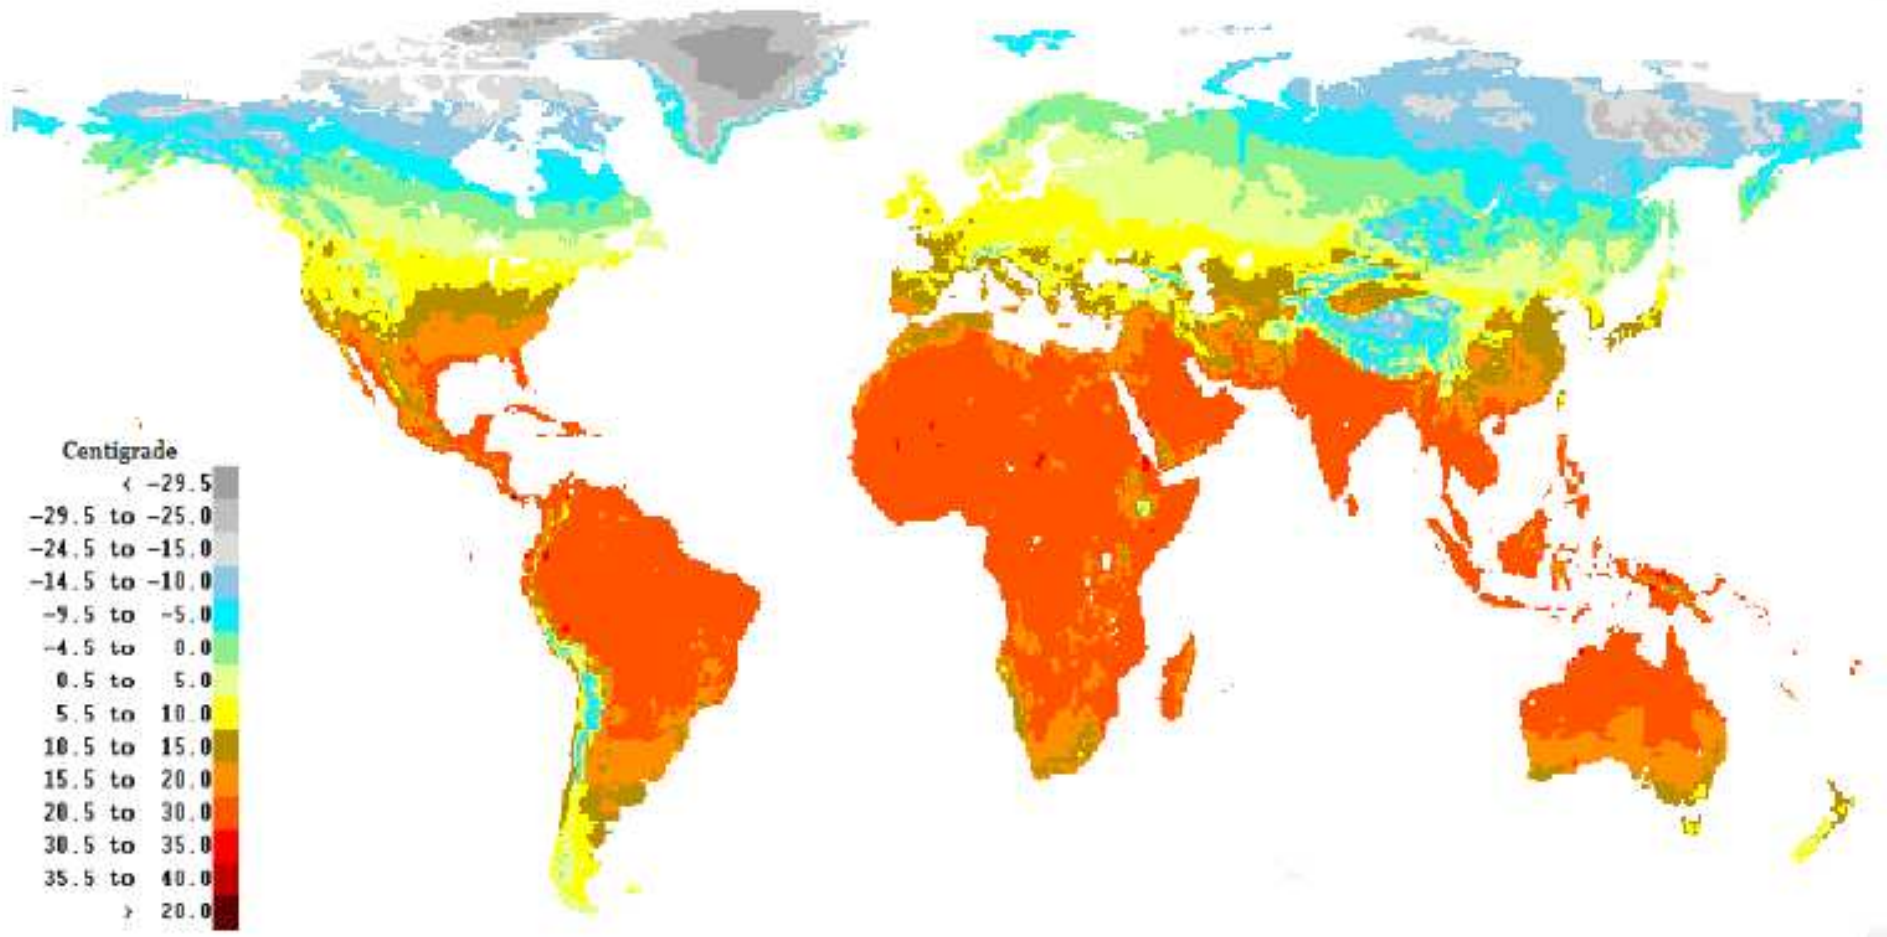 Centigrade
< -29.5
-29.5 to -25.0
-24.5 to -15.0
-14.5 to -10.0
-9.5 to -5.0
-4.5 to 0.0
0.5 to 5.0
5.5 to 10.0
10.5 to 15.0
15.5 to 20.0
20.5 to 30.0
30.5 to 35.0
35.5 to 40.0
> 20.0